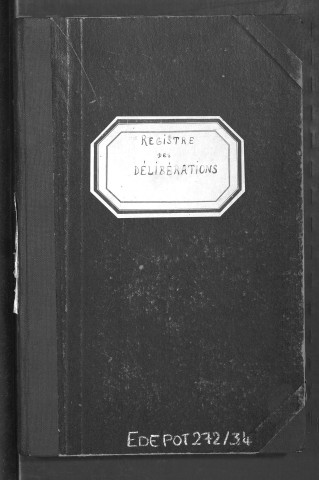 REGISTRE
DES
DÉLIBÉRATIONS
EDEPOT272/34